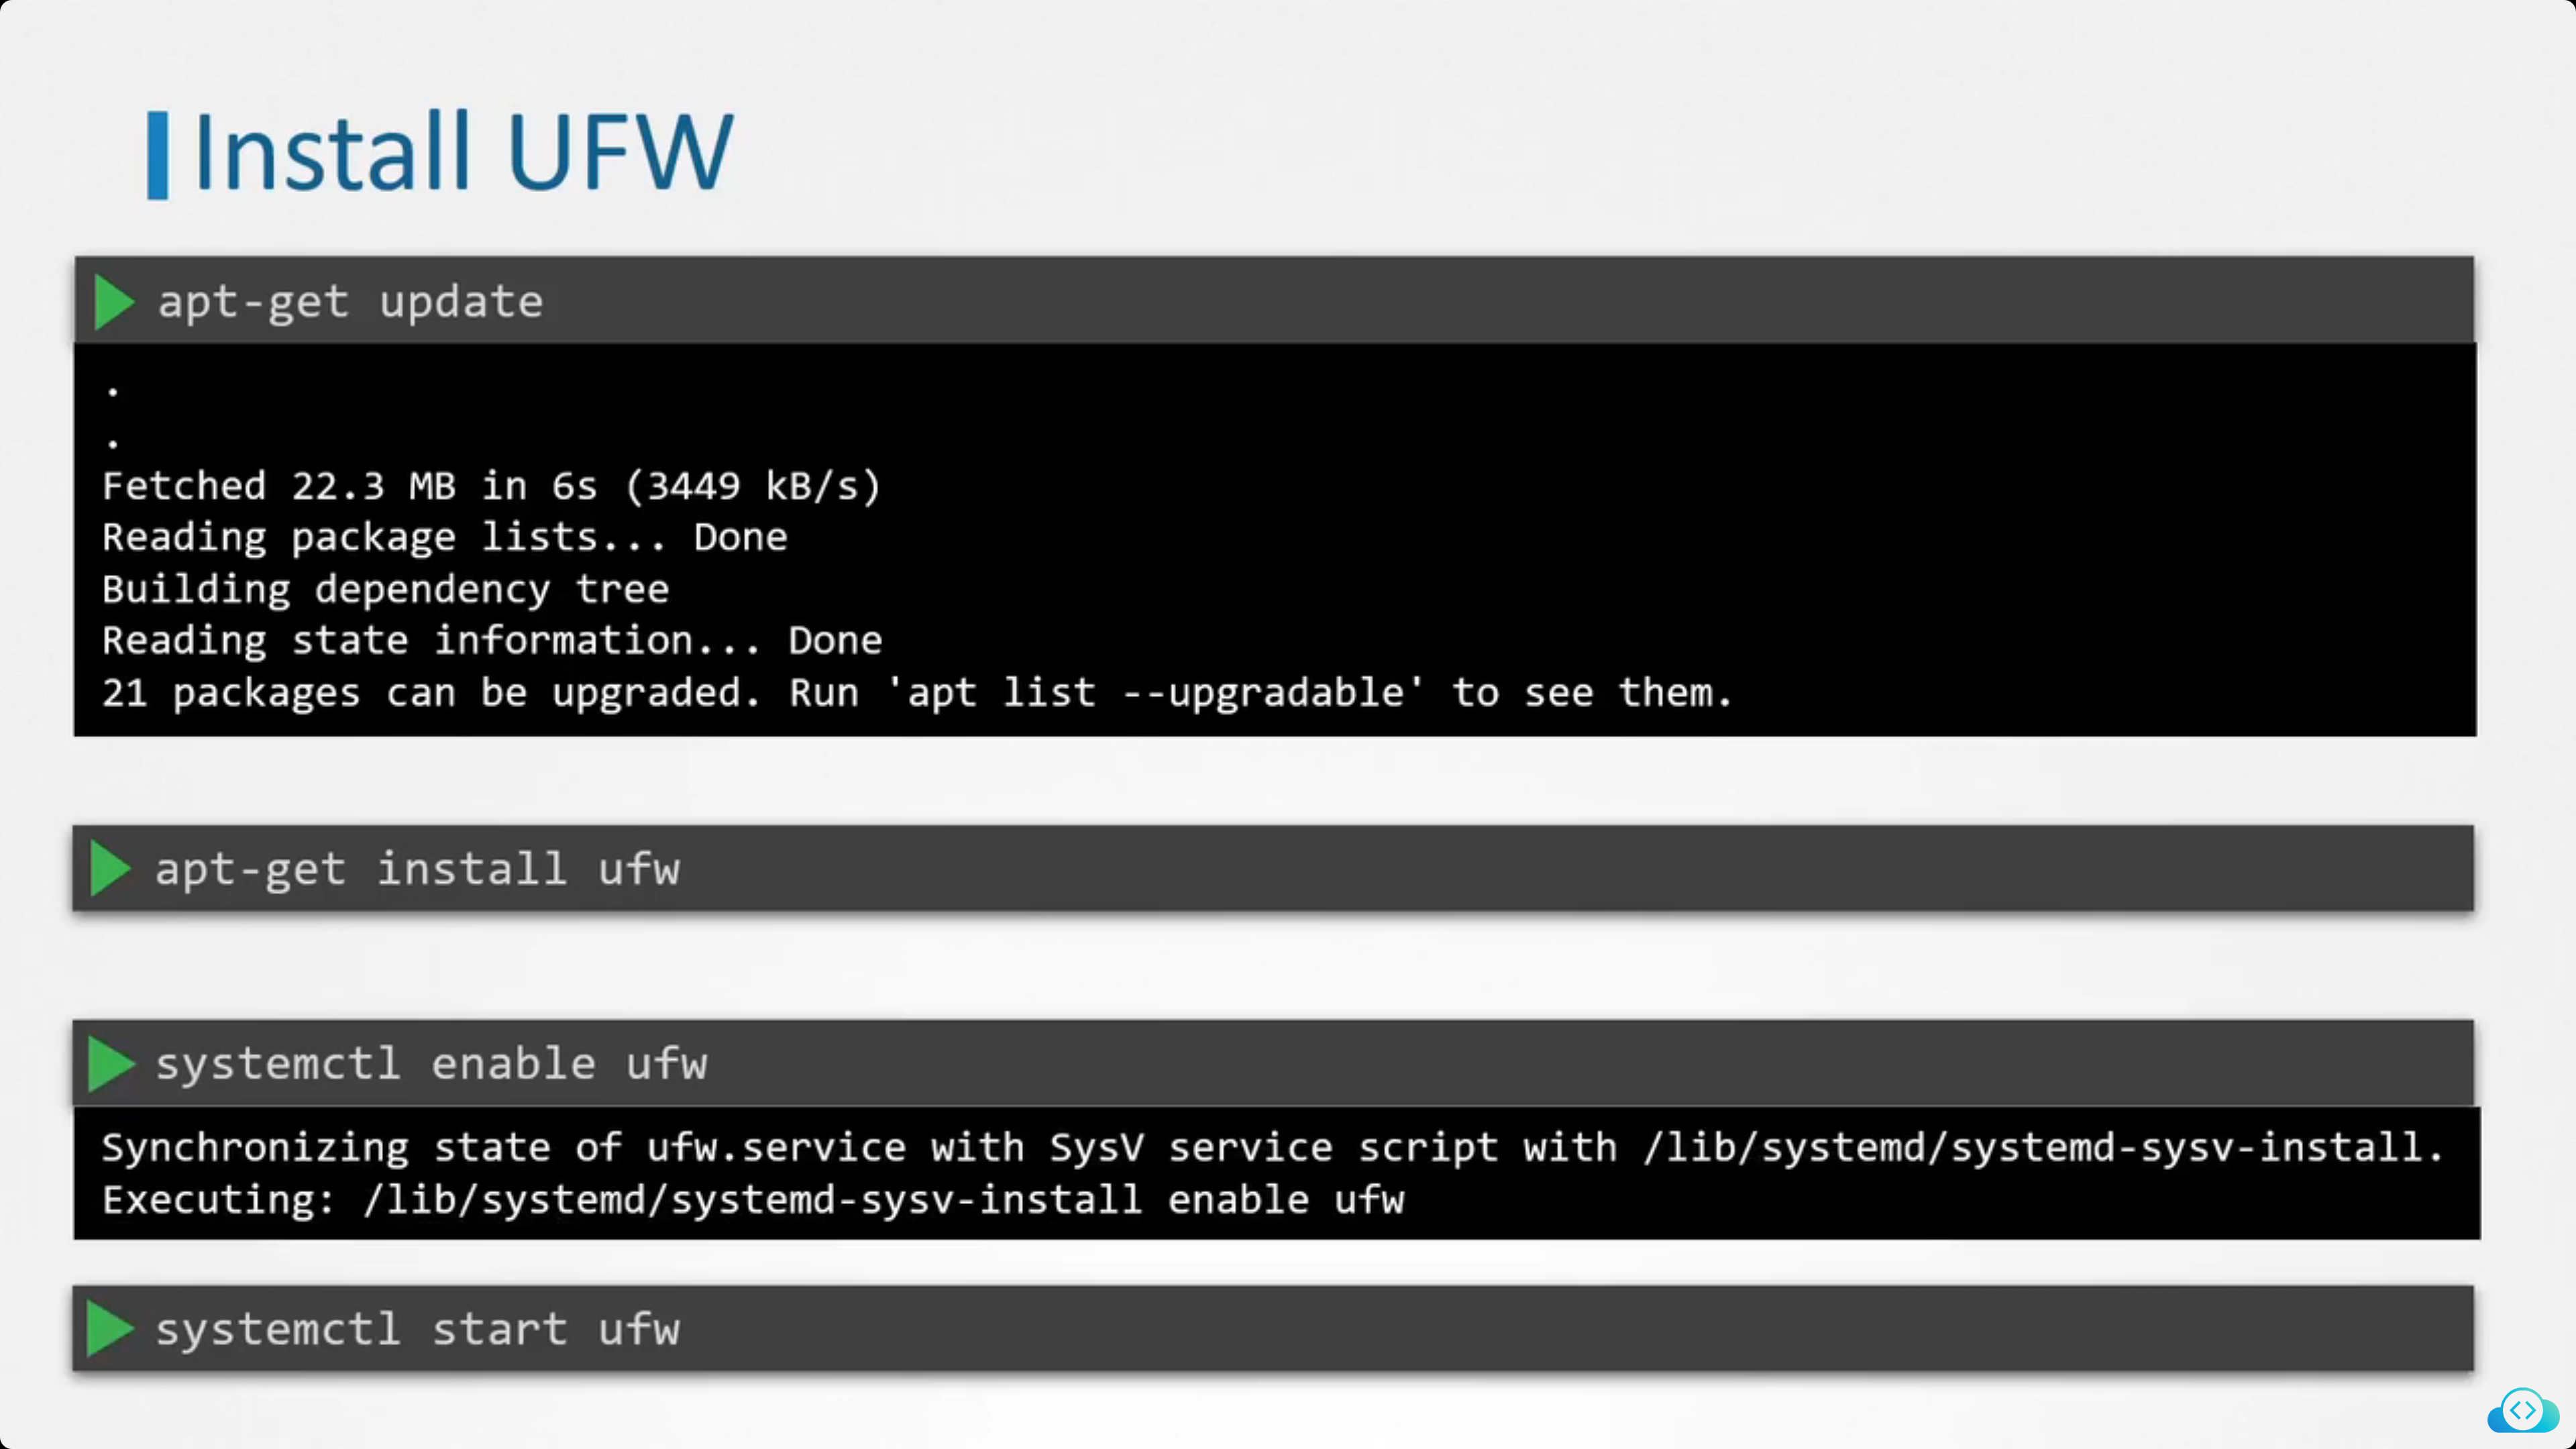 Install UFW
apt-get update
.
.
Fetched 22.3 MB in 6s (3449 kB/s)
Reading package lists... Done
Building dependency tree
Reading state information... Done
21 packages can be upgraded. Run 'apt list --upgradable' to see them.
apt-get install ufw
systemctl enable ufw
Synchronizing state of ufw.service with SysV service script with /lib/systemd/systemd-sysv-install.
Executing: /lib/systemd/systemd-sysv-install enable ufw
systemctl start ufw